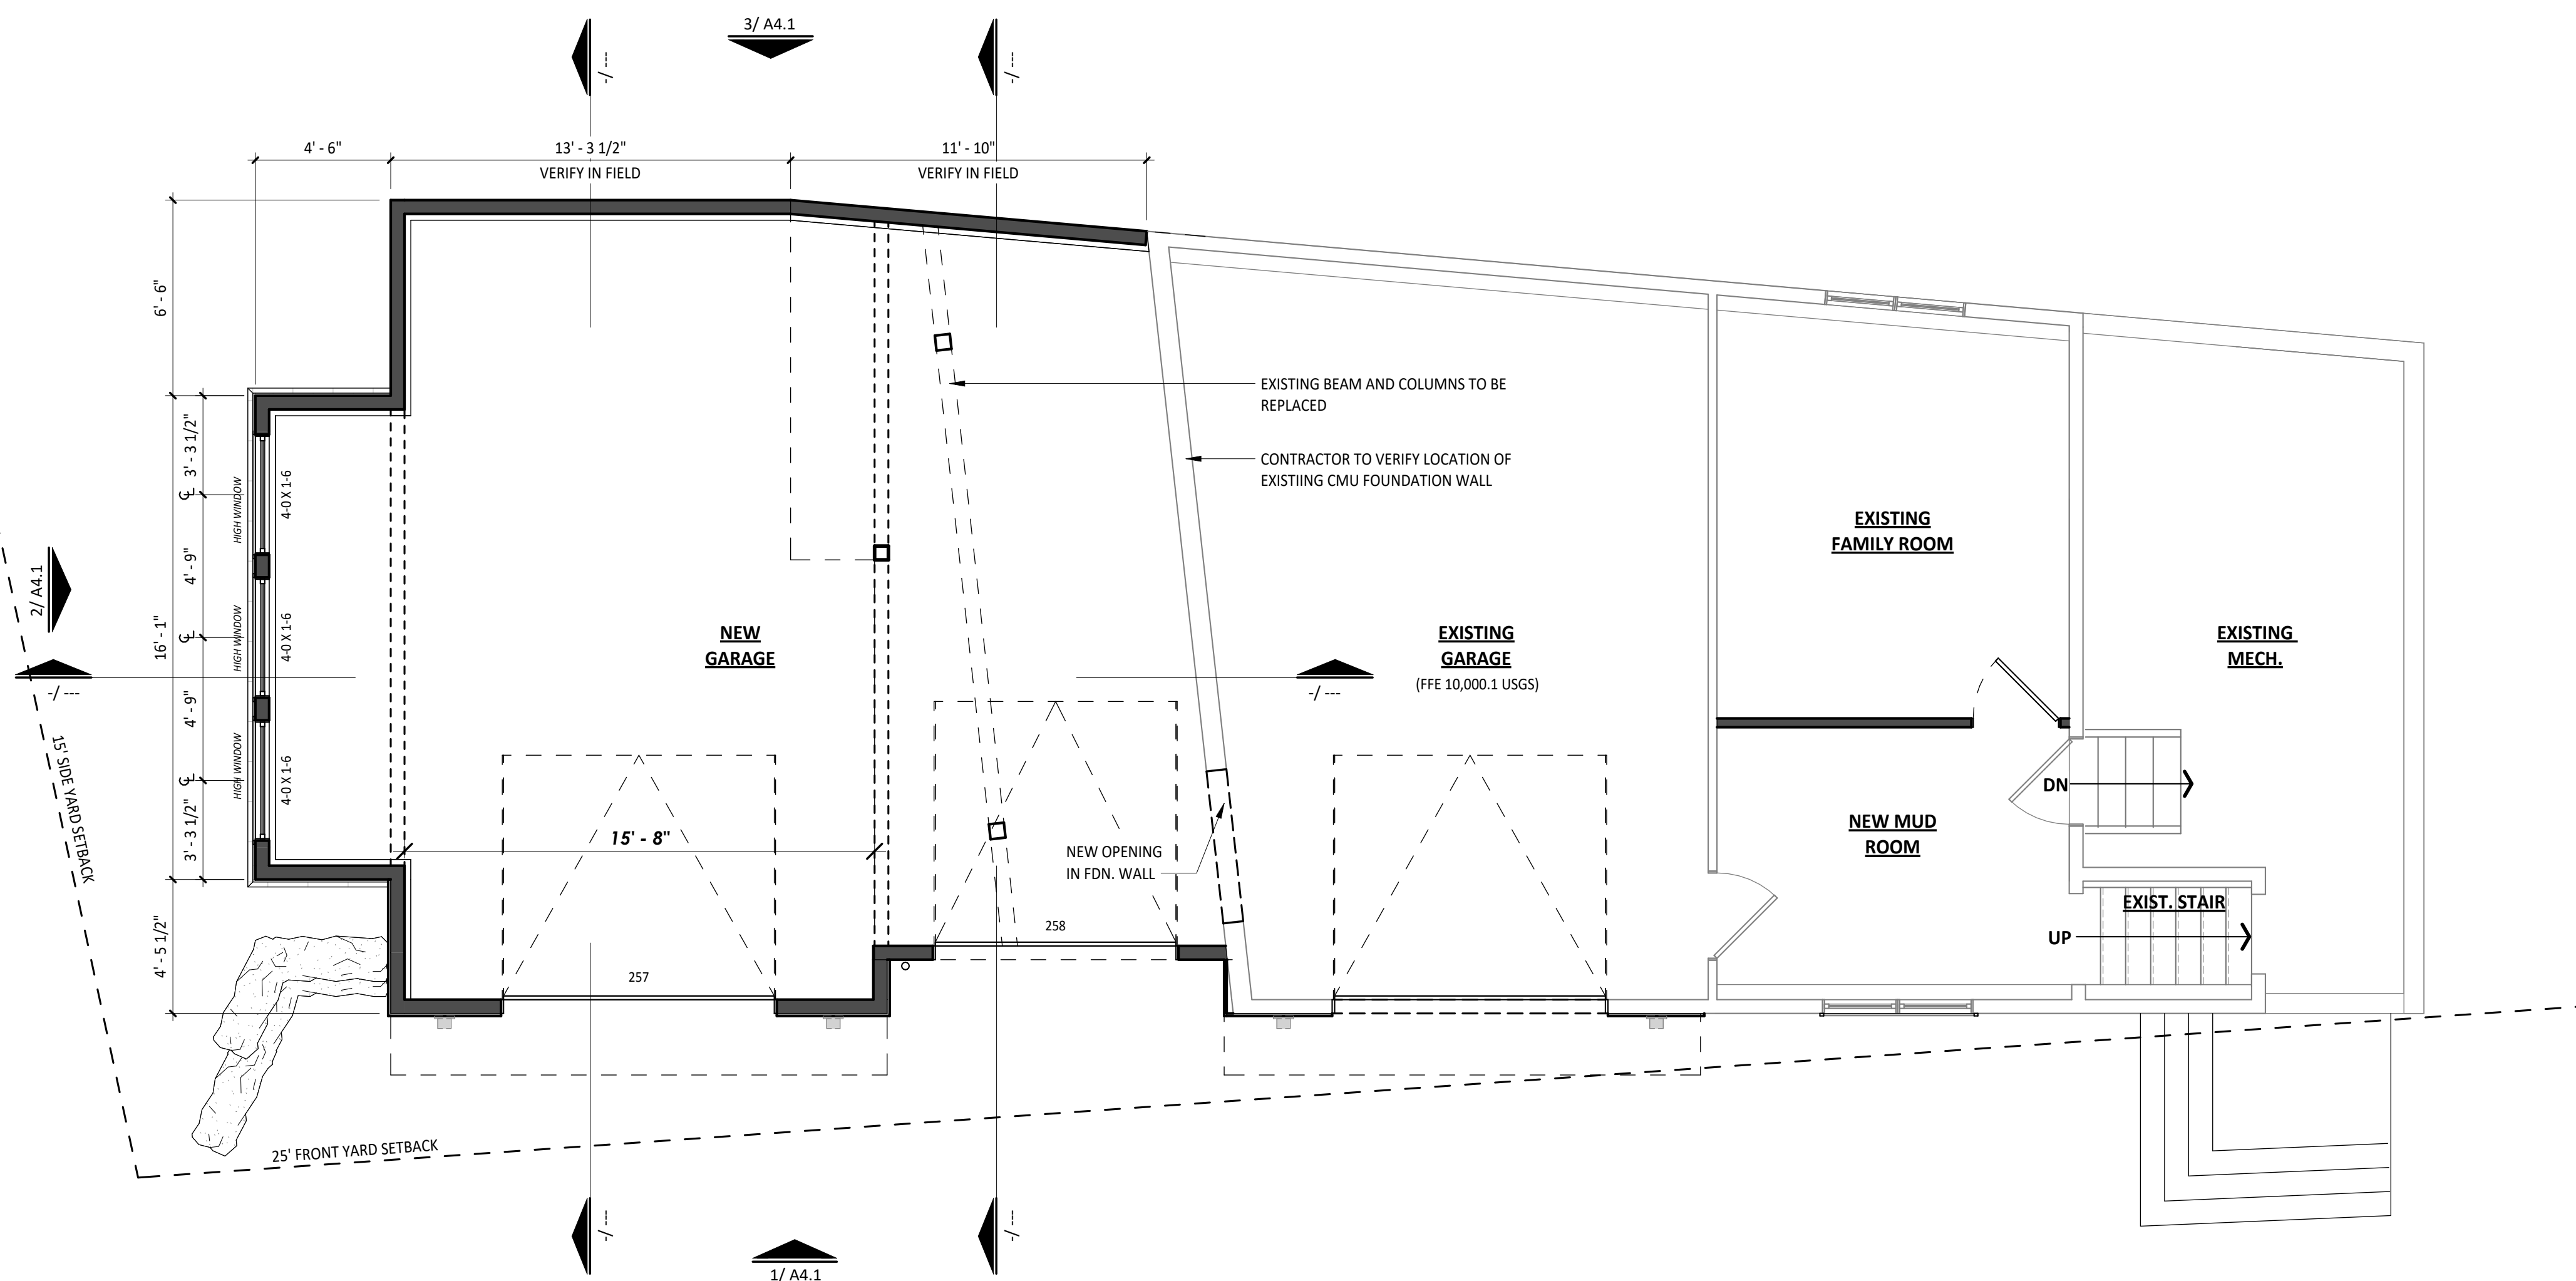 3/ A4.1
-/ ---
-/ ---
4' - 6"
13' - 3 1/2"
VERIFY IN FIELD
11' - 10"
VERIFY IN FIELD
6' - 6"
16' - 1"
4' - 5 1/2"
3' - 3 1/2"
4' - 9"
4' - 9"
3' - 3 1/2"
HIGH WINDOW
HIGH WINDOW
HIGH WINDOW
4-0 X 1-6
4-0 X 1-6
4-0 X 1-6
2/ A4.1
-/ ---
15' SIDE YARD SETBACK
EXISTING BEAM AND COLUMNS TO BE
REPLACED
CONTRACTOR TO VERIFY LOCATION OF
EXISTIING CMU FOUNDATION WALL
NEW
GARAGE
EXISTING
GARAGE
(FFE 10,000.1 USGS)
-/ ---
EXISTING
FAMILY ROOM
EXISTING
MECH.
15' - 8"
NEW OPENING
IN FDN. WALL
NEW MUD
ROOM
DN
EXIST. STAIR
UP
257
258
25' FRONT YARD SETBACK
-/ ---
-/ ---
1/ A4.1